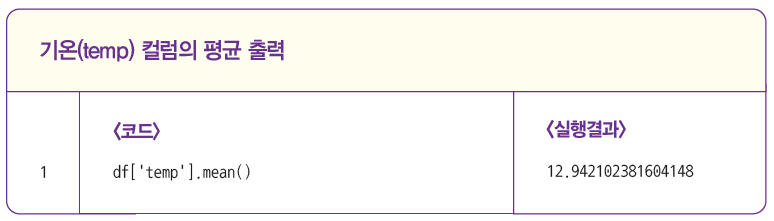 기온(temp) 컬럼의 평균 출력
<코드>
<실행결과>
1
df['temp'].mean()
12.942102381604148